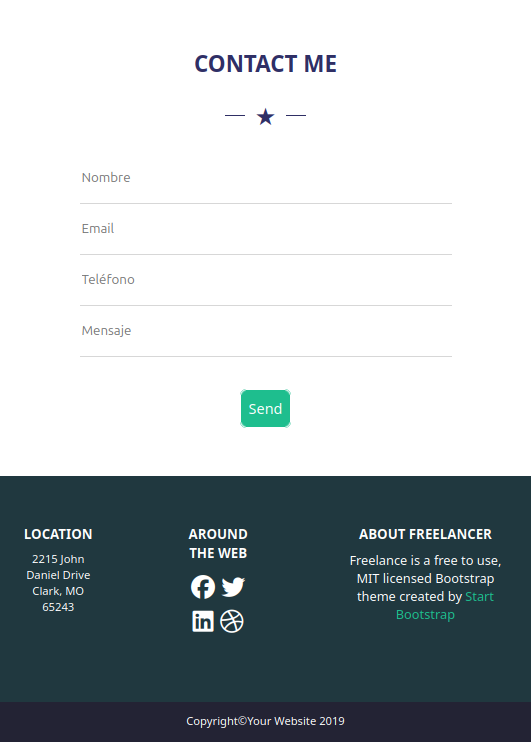 CONTACT ME
Nombre
Email
Teléfono
Mensaje
Send
LOCATION
2215 John
Daniel Drive
Clark, MO
65243
AROUND
THE WEB
ABOUT FREELANCER
Freelance is a free to use,
MIT licensed Bootstrap
theme created by Start
Bootstrap
Copyright©Your Website 2019